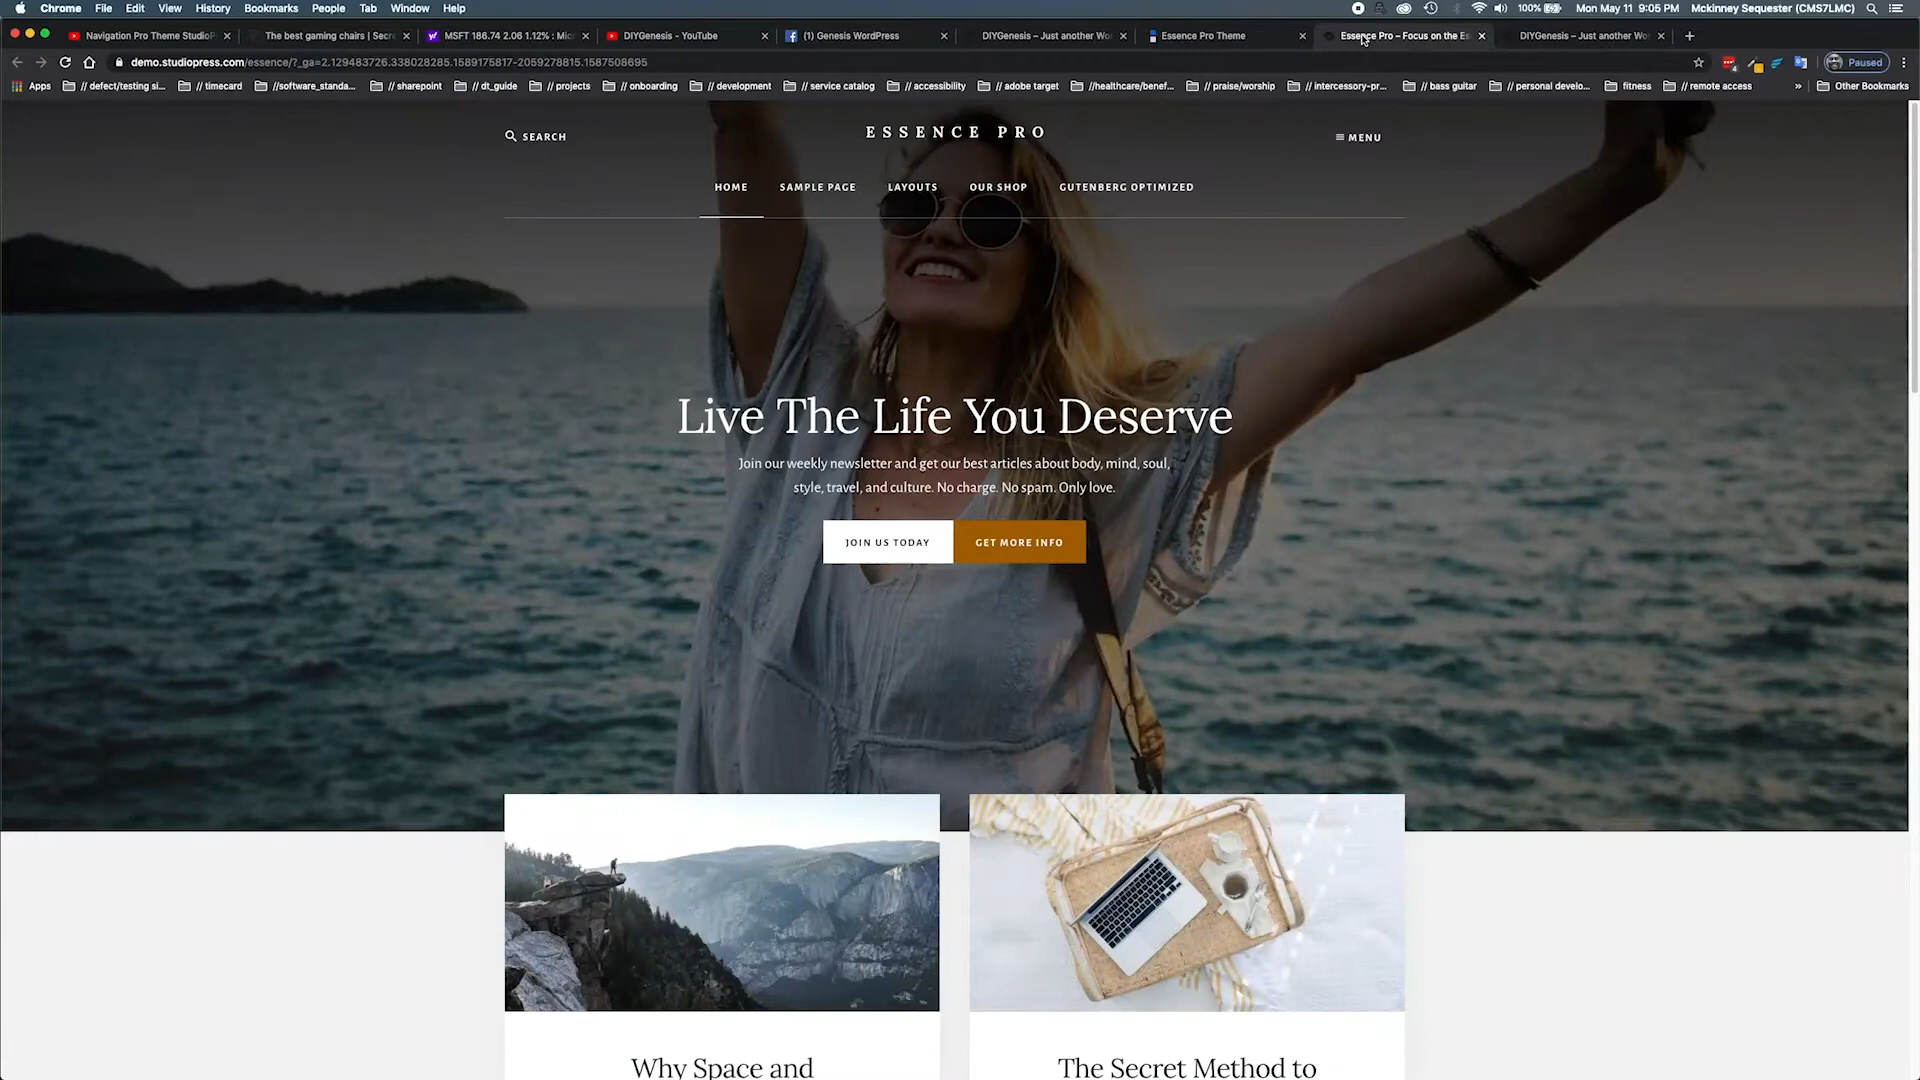 Chrome File Edit View History Bookmarks People Tab Window Help 100% Mon May 11 9:05 PM Mckinney Sequester (CMS7LMC)
Navigation Pro Theme StudioP The best gaming chairs | Secre MSFT 186.74 2.06 1.12% : Mic DIYGenesis - YouTube (1) Genesis WordPress DIYGenesis – Just another Wo Essence Pro Theme Essence Pro – Focus on the Es DIYGenesis – Just another Wo
demo.studiopress.com/essence/?_ga=2.129483726.338028285.1589175817-2059278815.1587508695 Paused
Apps // defect/testing si... // timecard //software_standa... // sharepoint // dt_guide // projects // onboarding // development // service catalog // accessibility // adobe target //healthcare/benef... // praise/worship // intercessory-pr... // bass guitar // personal develo... fitness // remote access » Other Bookmarks
SEARCH
ESSENCE PRO
MENU
HOME SAMPLE PAGE LAYOUTS OUR SHOP GUTENBERG OPTIMIZED
Live The Life You Deserve
Join our weekly newsletter and get our best articles about body, mind, soul,
style, travel, and culture. No charge. No spam. Only love.
JOIN US TODAY GET MORE INFO
Why Space and
The Secret Method to